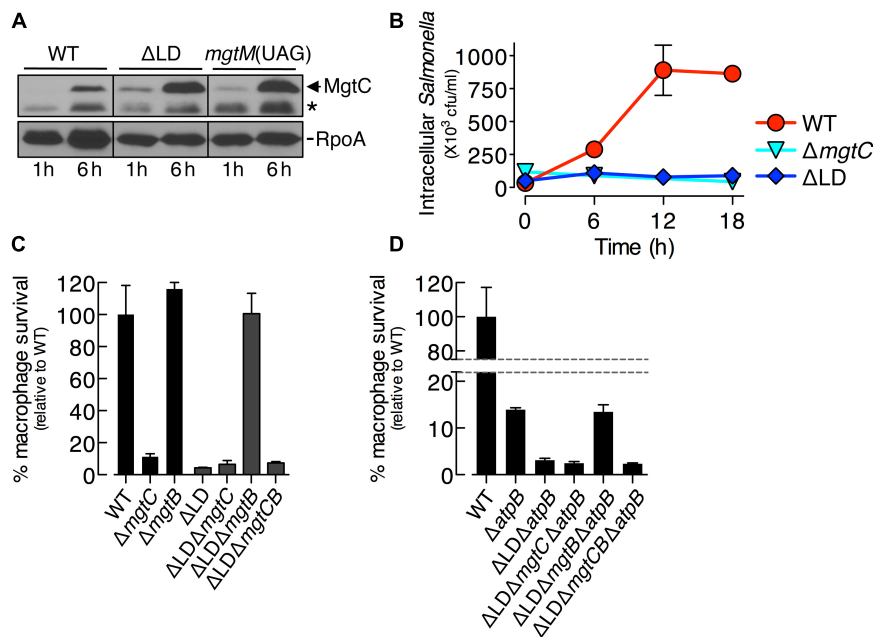 A
WT ΔLD mgtM(UAG)
MgtC
*
-RpoA
1h 6h 1h 6h 1h 6h
B
Intracellular Salmonella
(X10³ cfu/ml)
1000
750
500
250
0
0 6 12 18
Time (h)
WT
ΔmgtC
ΔLD
C
% macrophage survival
(relative to WT)
120
100
80
60
40
20
0
WT
ΔmgtC
ΔmgtB
ΔLD
ΔLDΔmgtC
ΔLDΔmgtB
ΔLDΔmgtCB
D
% macrophage survival
(relative to WT)
120
100
80
20
10
0
WT
ΔatpB
ΔLDΔatpB
ΔLDΔmgtCΔatpB
ΔLDΔmgtBΔatpB
ΔLDΔmgtCBΔatpB